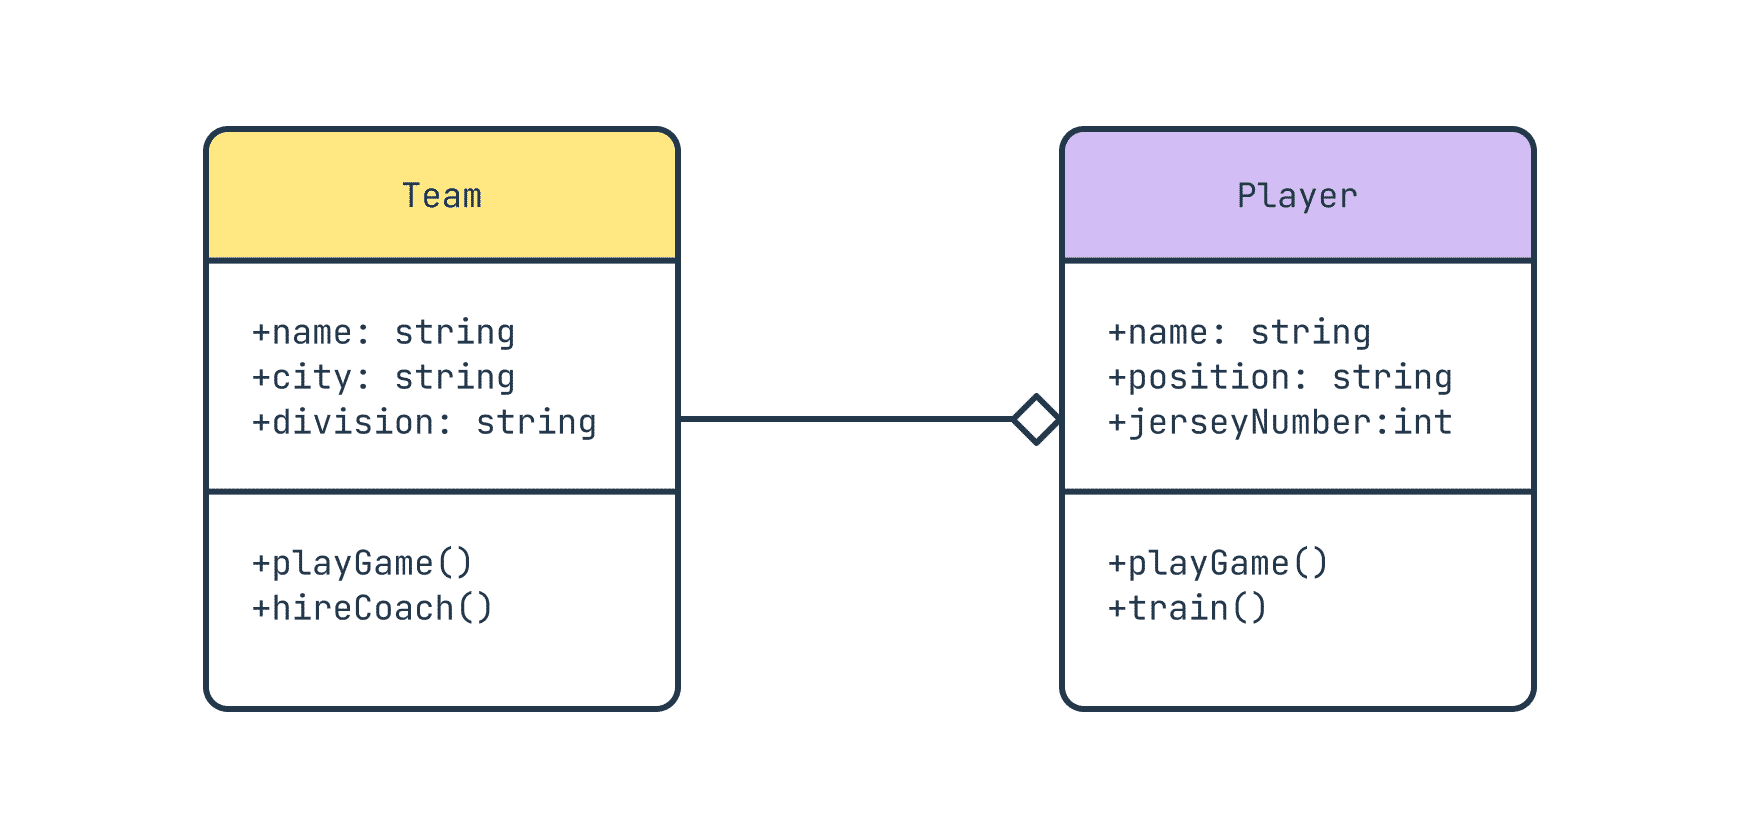 Team
+name: string
+city: string
+division: string
+playGame()
+hireCoach()
Player
+name: string
+position: string
+jerseyNumber:int
+playGame()
+train()